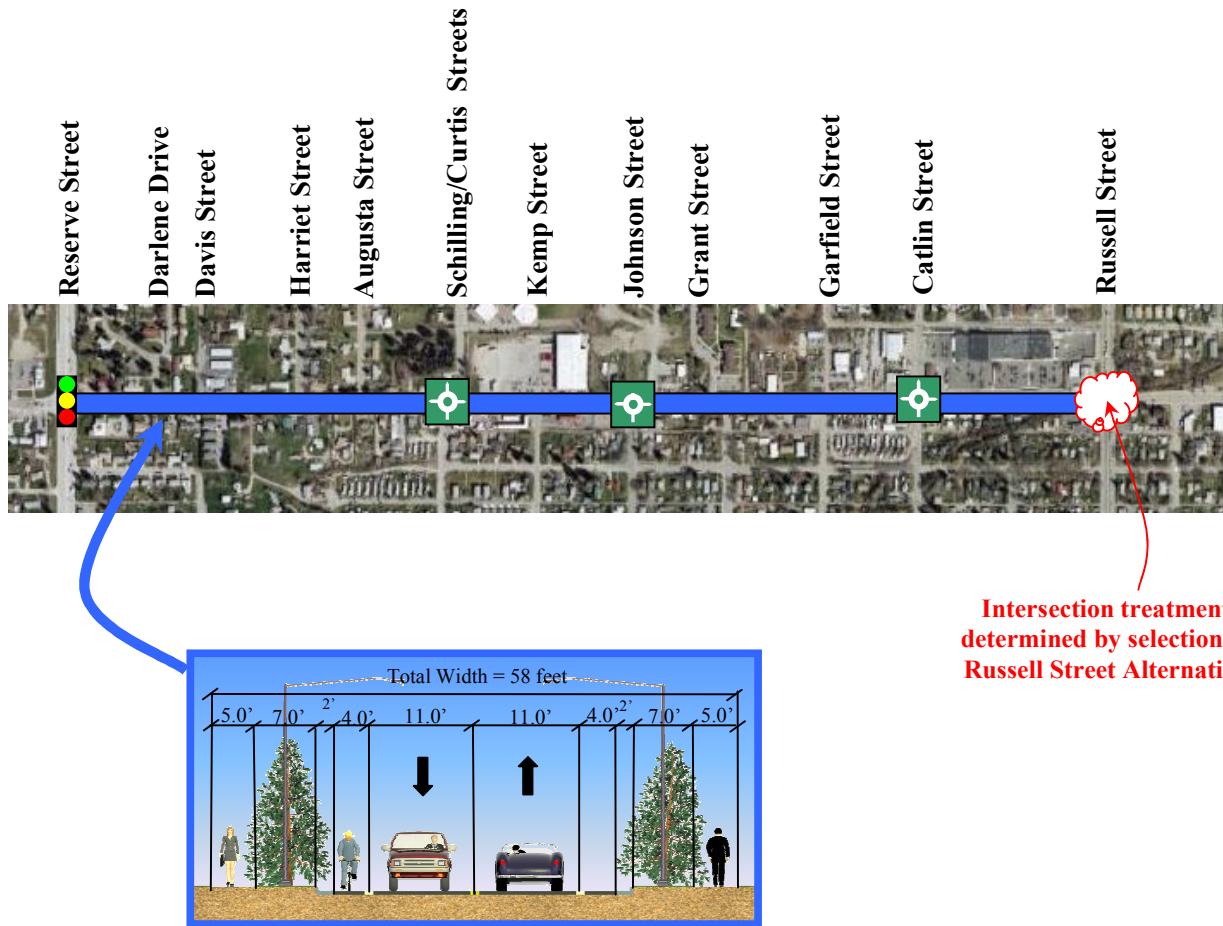 Reserve Street
Darlene Drive
Davis Street
Harriet Street
Augusta Street
Schilling/Curtis Streets
Kemp Street
Johnson Street
Grant Street
Garfield Street
Catlin Street
Russell Street
Intersection treatmen
determined by selection
Russell Street Alternati
Total Width = 58 feet
5.0’ 7.0’ 2’ 4.0’ 11.0’ 11.0’ 4.0’ 2’ 7.0’ 5.0’